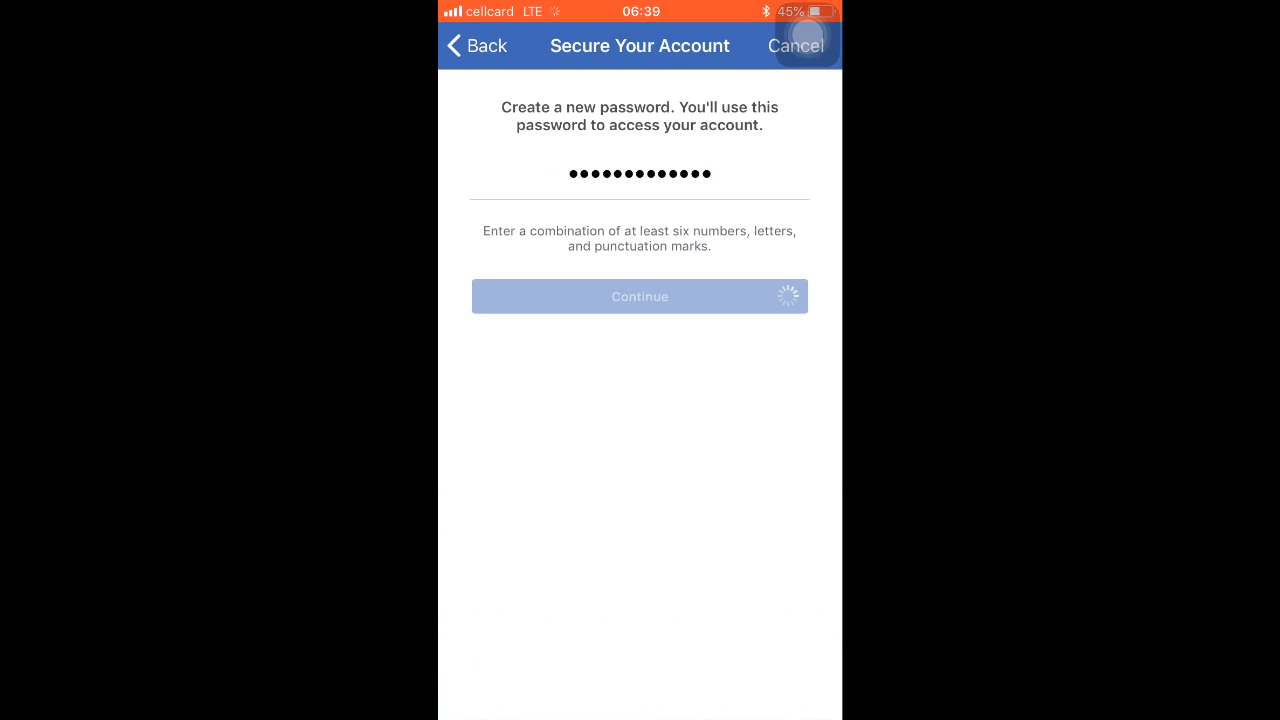 cellcard LTE 06:39 45%
Back Secure Your Account Cancel
Create a new password. You'll use this
password to access your account.
●●●●●●●●●●●●●
Enter a combination of at least six numbers, letters,
and punctuation marks.
Continue